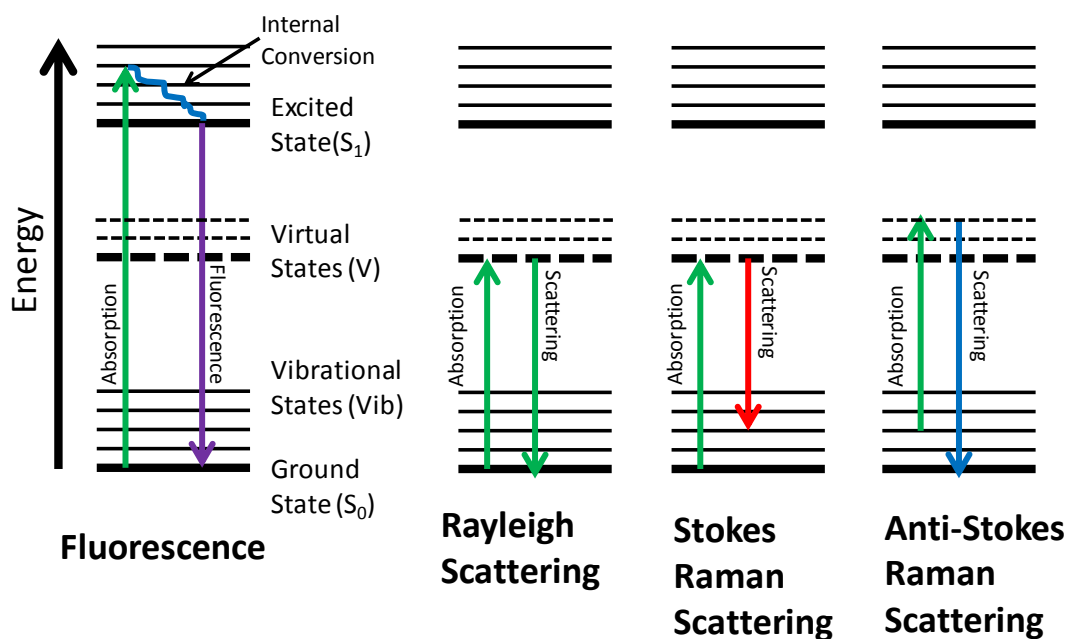 Energy
Internal
Conversion
Excited
State(S₁)
Virtual
States (V)
Vibrational
States (Vib)
Ground
State (S₀)
Absorption
Fluorescence
Fluorescence
Absorption
Scattering
Rayleigh
Scattering
Absorption
Scattering
Stokes
Raman
Scattering
Absorption
Scattering
Anti-Stokes
Raman
Scattering